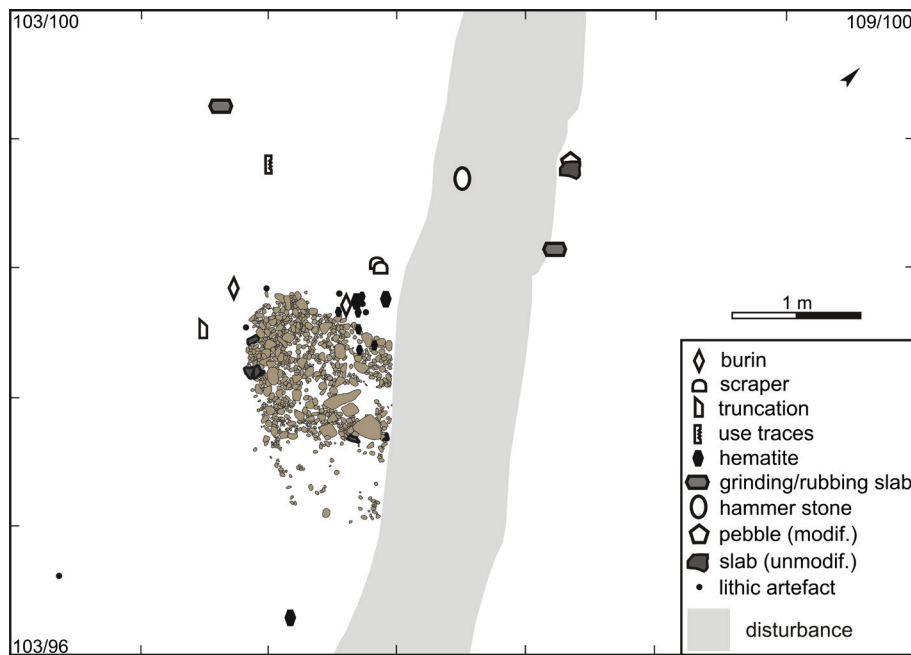 103/100
109/100
1 m
burin
scraper
truncation
use traces
hematite
grinding/rubbing slab
hammer stone
pebble (modif.)
slab (unmodif.)
lithic artefact
disturbance
103/96